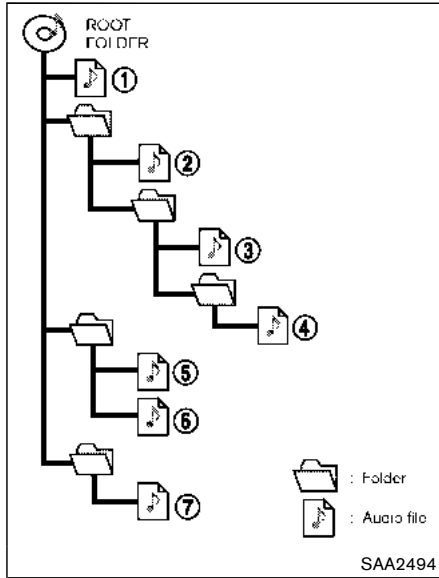 ROOT
FOLDER
①
②
③
④
⑤
⑥
⑦
: Folder
: Audio file
SAA2494